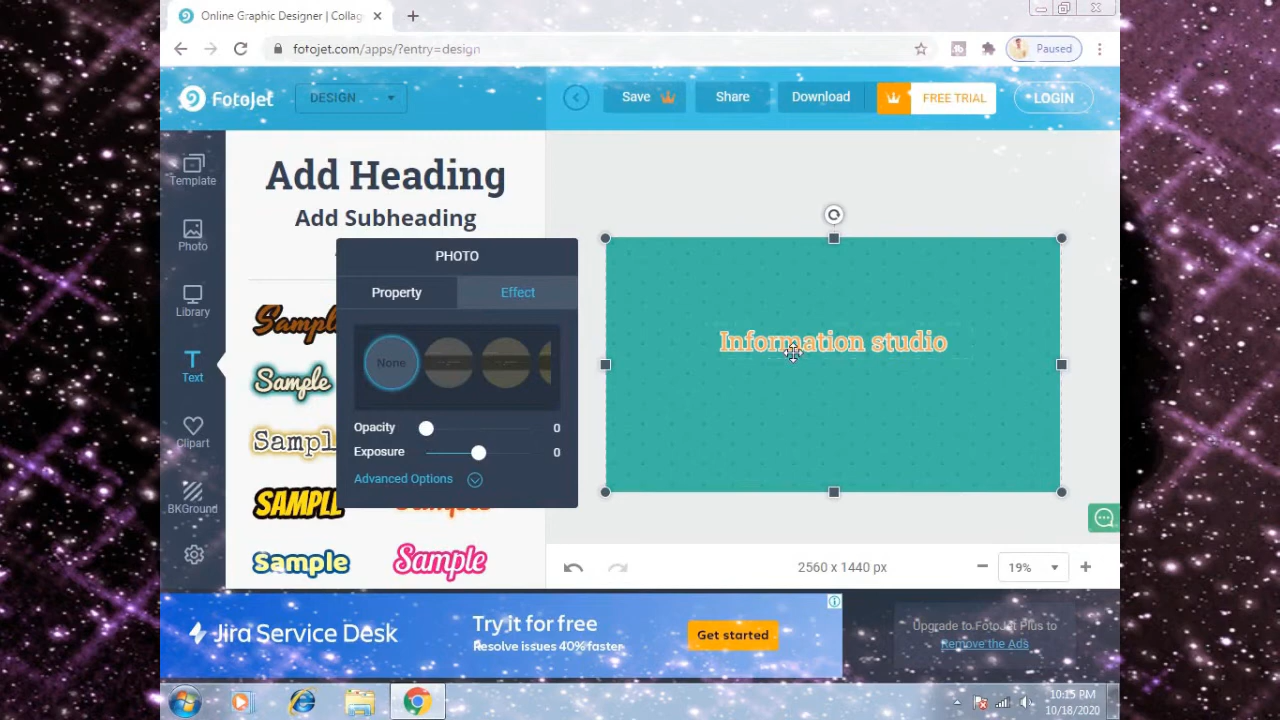 Online Graphic Designer | Collag
fotojet.com/apps/?entry=design
Paused
FotoJet
DESIGN
Save
Share
Download
FREE TRIAL
LOGIN
Template
Photo
Library
Text
Clipart
BKGround
Add Heading
Add Subheading
PHOTO
Property
Effect
None
Opacity
0
Exposure
0
Advanced Options
Sampl
Sample
Sampl
SAMPLE
Sample
Sample
Information studio
2560 x 1440 px
19%
Jira Service Desk
Try it for free
Resolve issues 40% faster
Get started
Upgrade to FotoJet Plus to
Remove the Ads
10:15 PM
10/18/2020